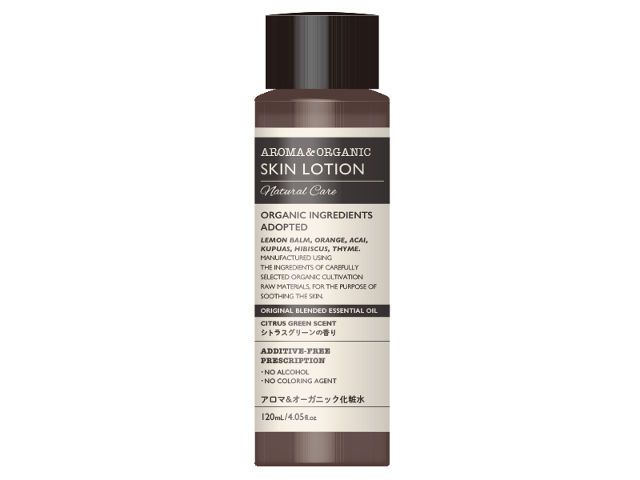 AROMA&ORGANIC
SKIN LOTION
Natural Care
ORGANIC INGREDIENTS
ADOPTED
LEMON BALM, ORANGE, ACAI,
KUPUAS, HIBISCUS, THYME.
MANUFACTURED USING
THE INGREDIENTS OF CAREFULLY
SELECTED ORGANIC CULTIVATION
RAW MATERIALS, FOR THE PURPOSE OF
SOOTHING THE SKIN.
ORIGINAL BLENDED ESSENTIAL OIL
CITRUS GREEN SCENT
シトラスグリーンの香り
ADDITIVE-FREE
PRESCRIPTION
・NO ALCOHOL
・NO COLORING AGENT
アロマ&オーガニック化粧水
120mL/4.05fl.oz